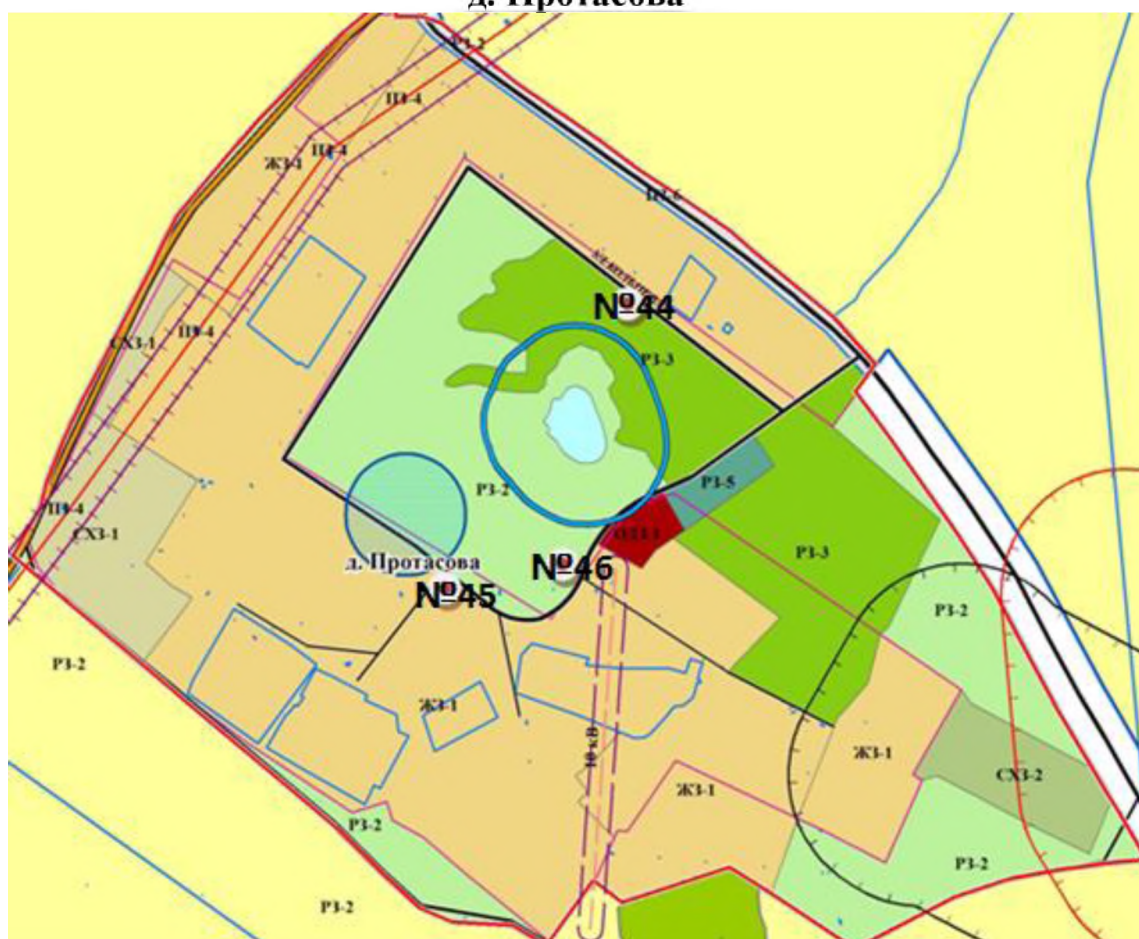 д. Протасова
РЗ-2
ПЗ-4
ПЗ-4
ЖЗ-1
ПЗ-6
№44
СХЗ-1
ПЗ-4
РЗ-3
РЗ-2
РЗ-5
ПЗ-4
СХЗ-1
ОДЗ-1
РЗ-3
д. Протасова
№46
№45
РЗ-2
РЗ-2
ЖЗ-1
10 кВ
ЖЗ-1
ЖЗ-1
СХЗ-2
РЗ-2
РЗ-2
РЗ-2